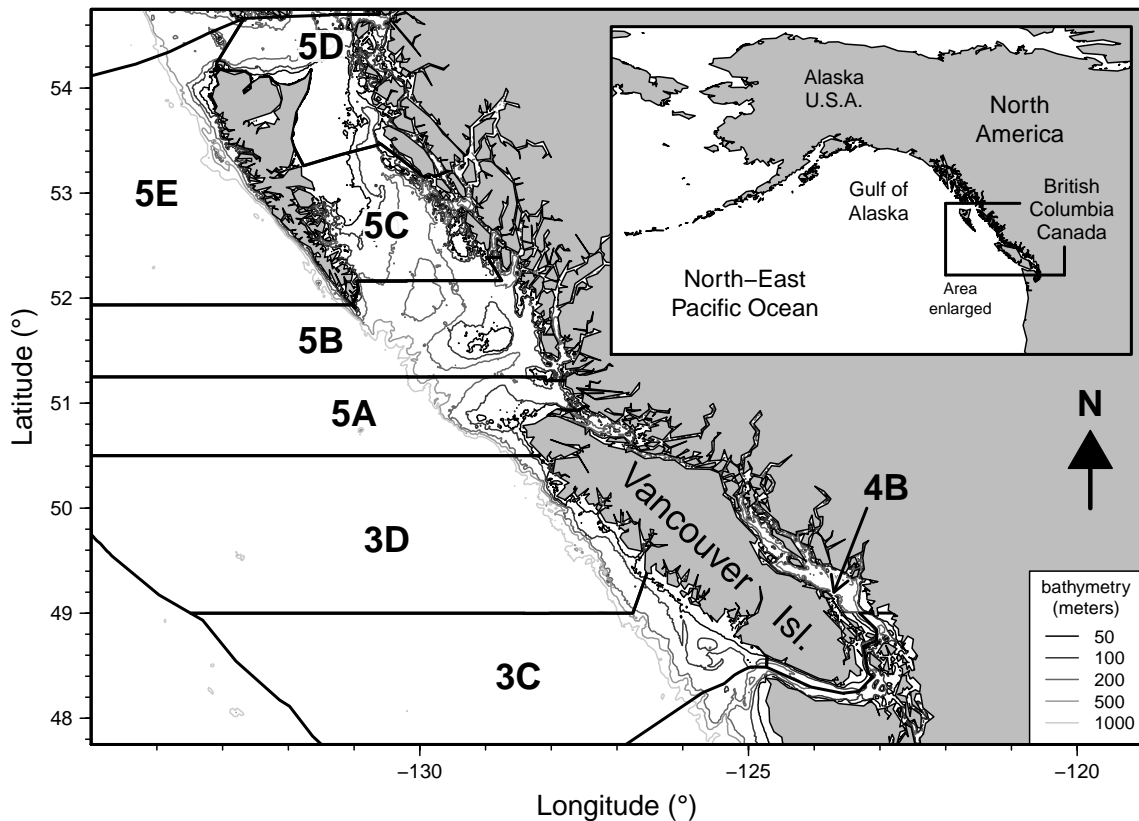 5D
5E
5C
5B
5A
3D
3C
4B
Vancouver
Isl.
N
Alaska
U.S.A.
North
America
Gulf of
Alaska
British
Columbia
Canada
North−East
Pacific Ocean
Area
enlarged
bathymetry
(meters)
50
100
200
500
1000
54
53
52
51
50
49
48
Latitude (°)
−130
−125
−120
Longitude (°)